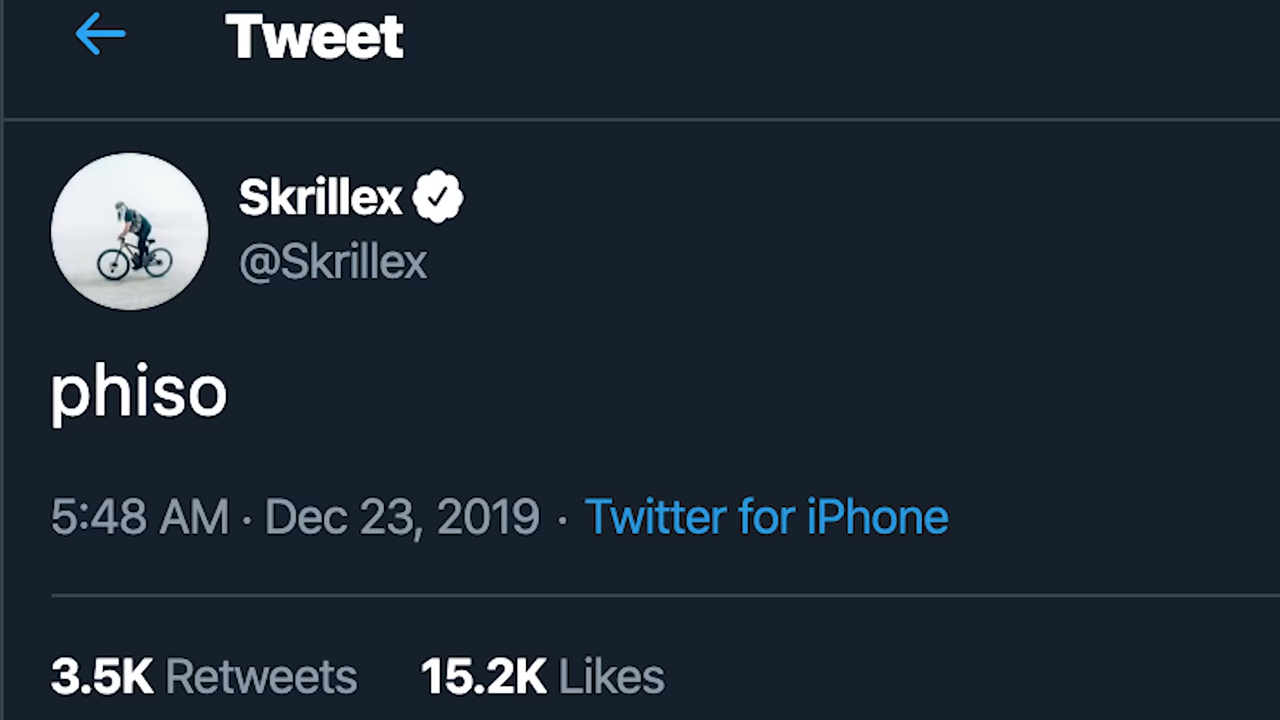 Tweet
Skrillex
@Skrillex
phiso
5:48 AM · Dec 23, 2019 · Twitter for iPhone
3.5K Retweets 15.2K Likes